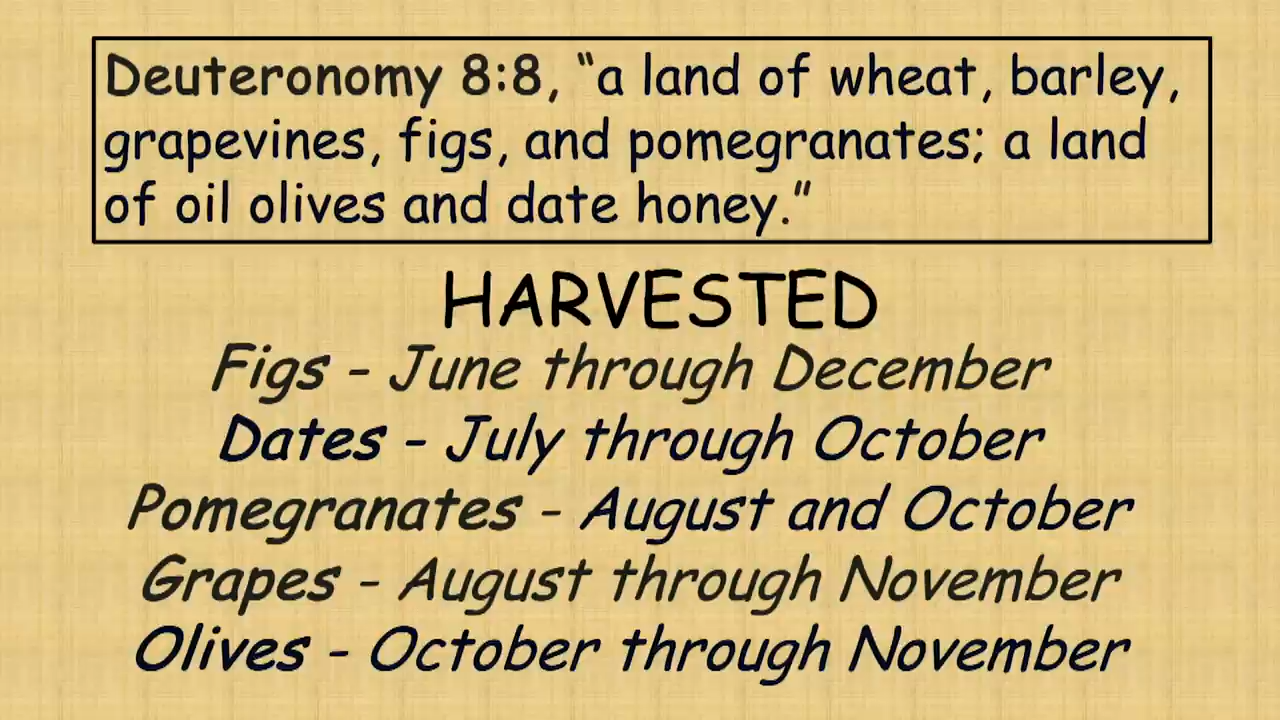 Deuteronomy 8:8, “a land of wheat, barley,
grapevines, figs, and pomegranates; a land
of oil olives and date honey.”
HARVESTED
Figs - June through December
Dates - July through October
Pomegranates - August and October
Grapes - August through November
Olives - October through November